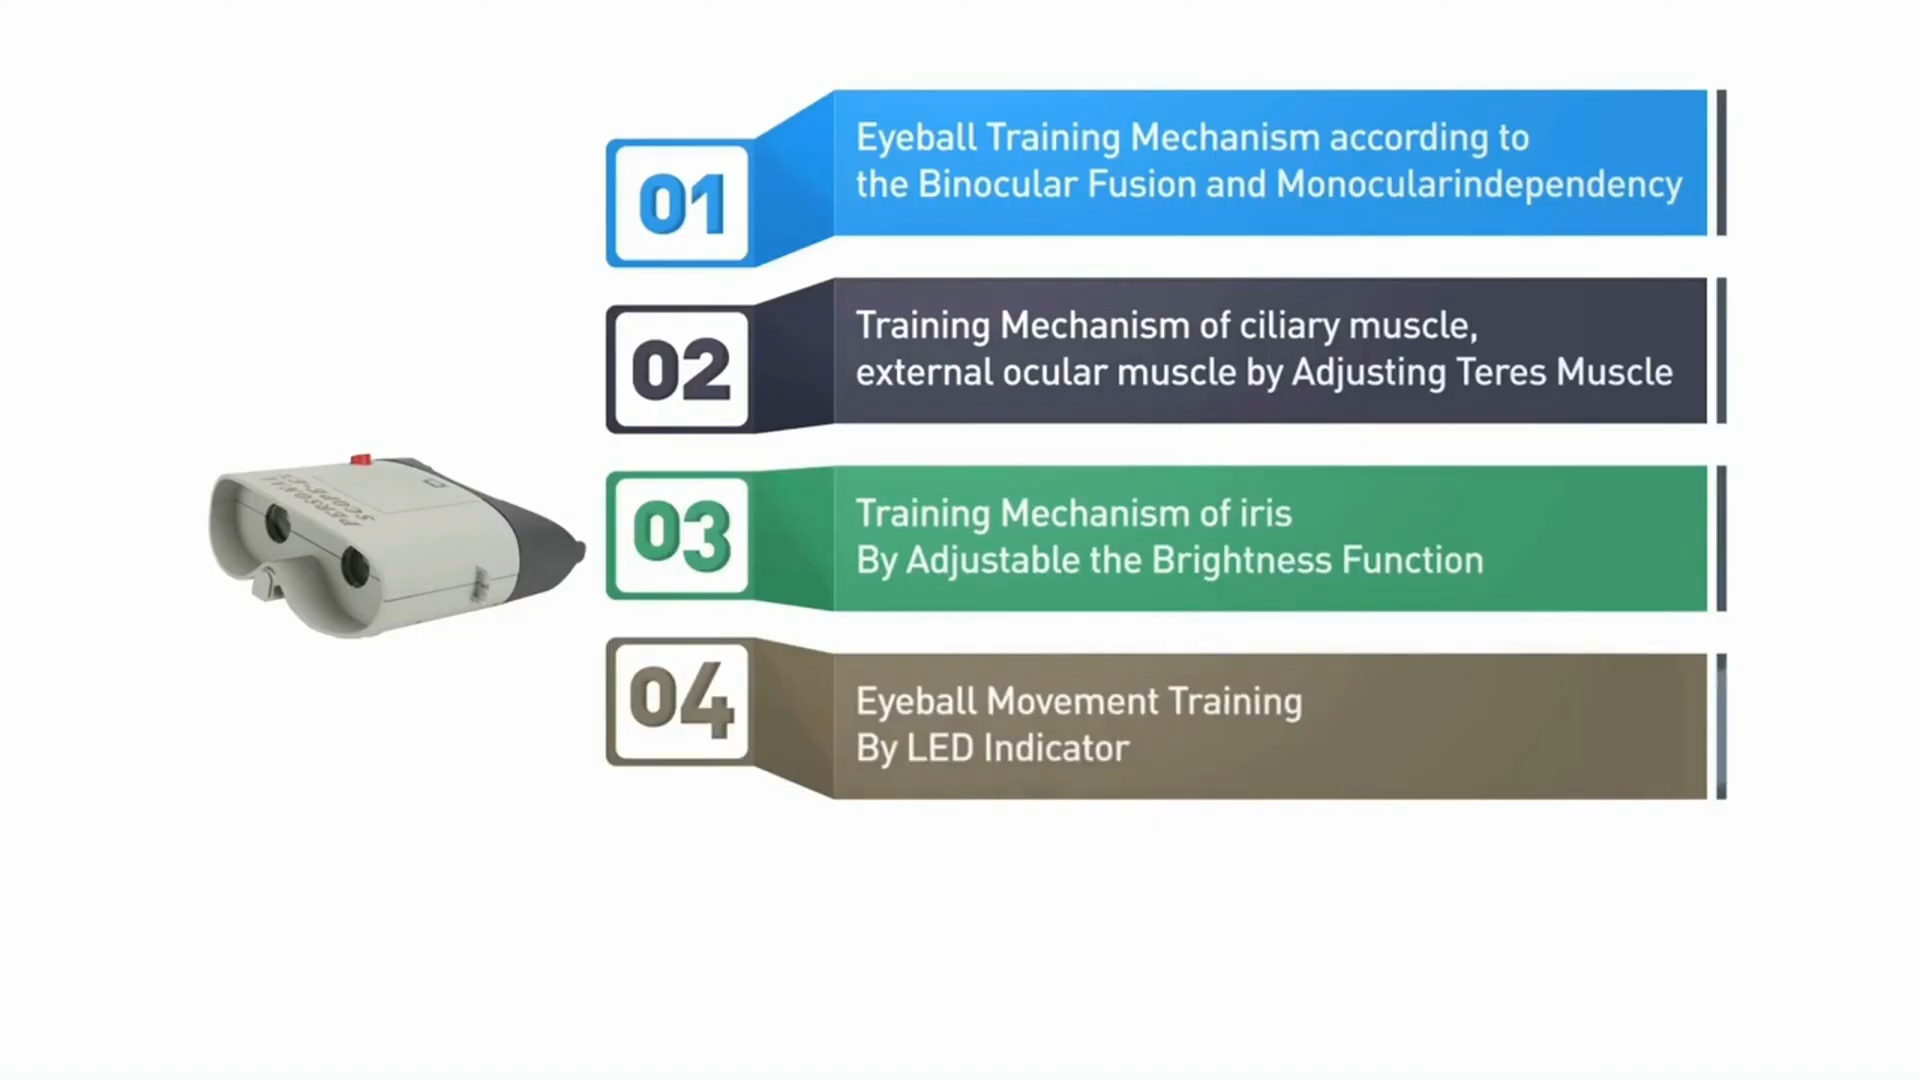 01
Eyeball Training Mechanism according to
the Binocular Fusion and Monocularindependency
02
Training Mechanism of ciliary muscle,
external ocular muscle by Adjusting Teres Muscle
03
Training Mechanism of iris
By Adjustable the Brightness Function
04
Eyeball Movement Training
By LED Indicator
PERSONAL